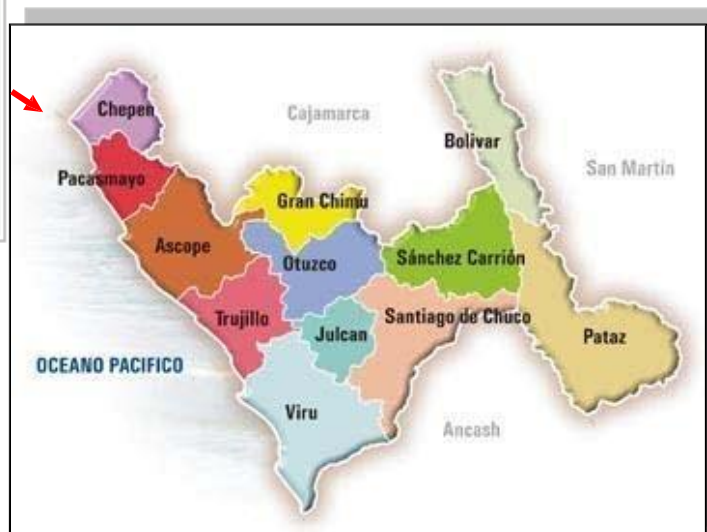 Chepen
Cajamarca
Bolivar
San Martín
Pacasmayo
Gran Chimu
Ascope
Otuzco
Sánchez Carrión
Trujillo
Julcan
Santiago de Chuco
Pataz
OCEANO PACIFICO
Viru
Ancash